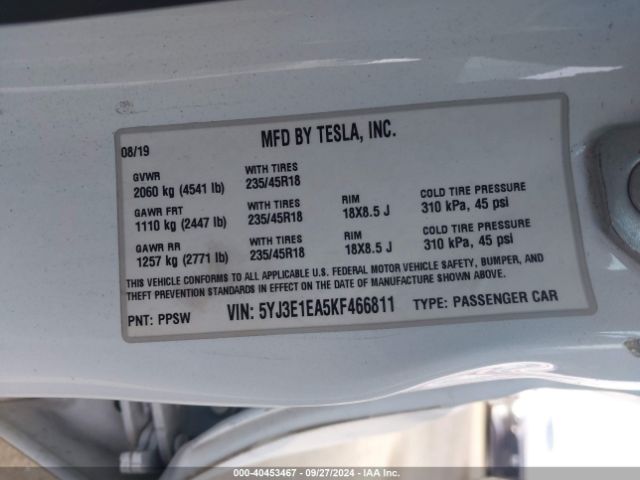 MFD BY TESLA, INC.
08/19
GVWR WITH TIRES
2060 kg (4541 lb) 235/45R18
GAWR FRT WITH TIRES RIM COLD TIRE PRESSURE
1110 kg (2447 lb) 235/45R18 18X8.5 J 310 kPa, 45 psi
GAWR RR WITH TIRES RIM COLD TIRE PRESSURE
1257 kg (2771 lb) 235/45R18 18X8.5 J 310 kPa, 45 psi
THIS VEHICLE CONFORMS TO ALL APPLICABLE U.S. FEDERAL MOTOR VEHICLE SAFETY, BUMPER, AND
THEFT PREVENTION STANDARDS IN EFFECT ON THE DATE OF MANUFACTURE SHOWN ABOVE.
PNT: PPSW VIN: 5YJ3E1EA5KF466811 TYPE: PASSENGER CAR
000-40453467 - 09/27/2024 - IAA Inc.